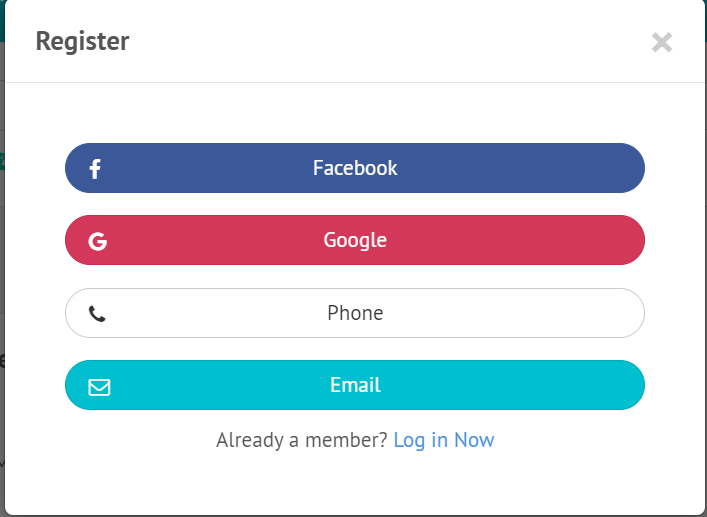 Register
Facebook
Google
Phone
Email
Already a member? Log in Now